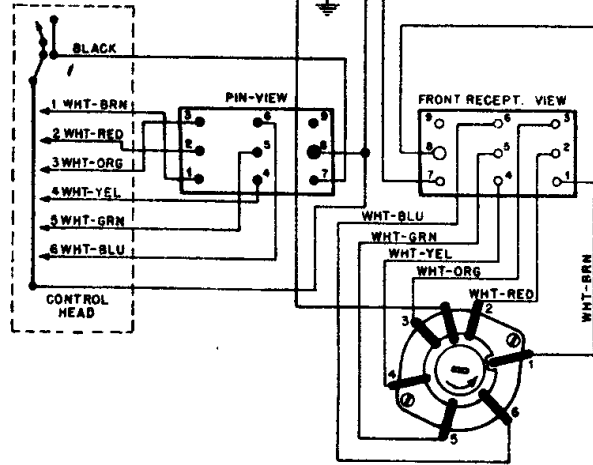 BLACK
1 WHT-BRN
2 WHT-RED
3 WHT-ORG
4 WHT-YEL
5 WHT-GRN
6 WHT-BLU
CONTROL
HEAD
PIN-VIEW
3 6 9
2 5 8
1 4 7
FRONT RECEPT. VIEW
9 6 3
8 5 2
7 4 1
WHT-BLU
WHT-GRN
WHT-YEL
WHT-ORG
WHT-RED
WHT-BRN
3 2
4 1
5 6